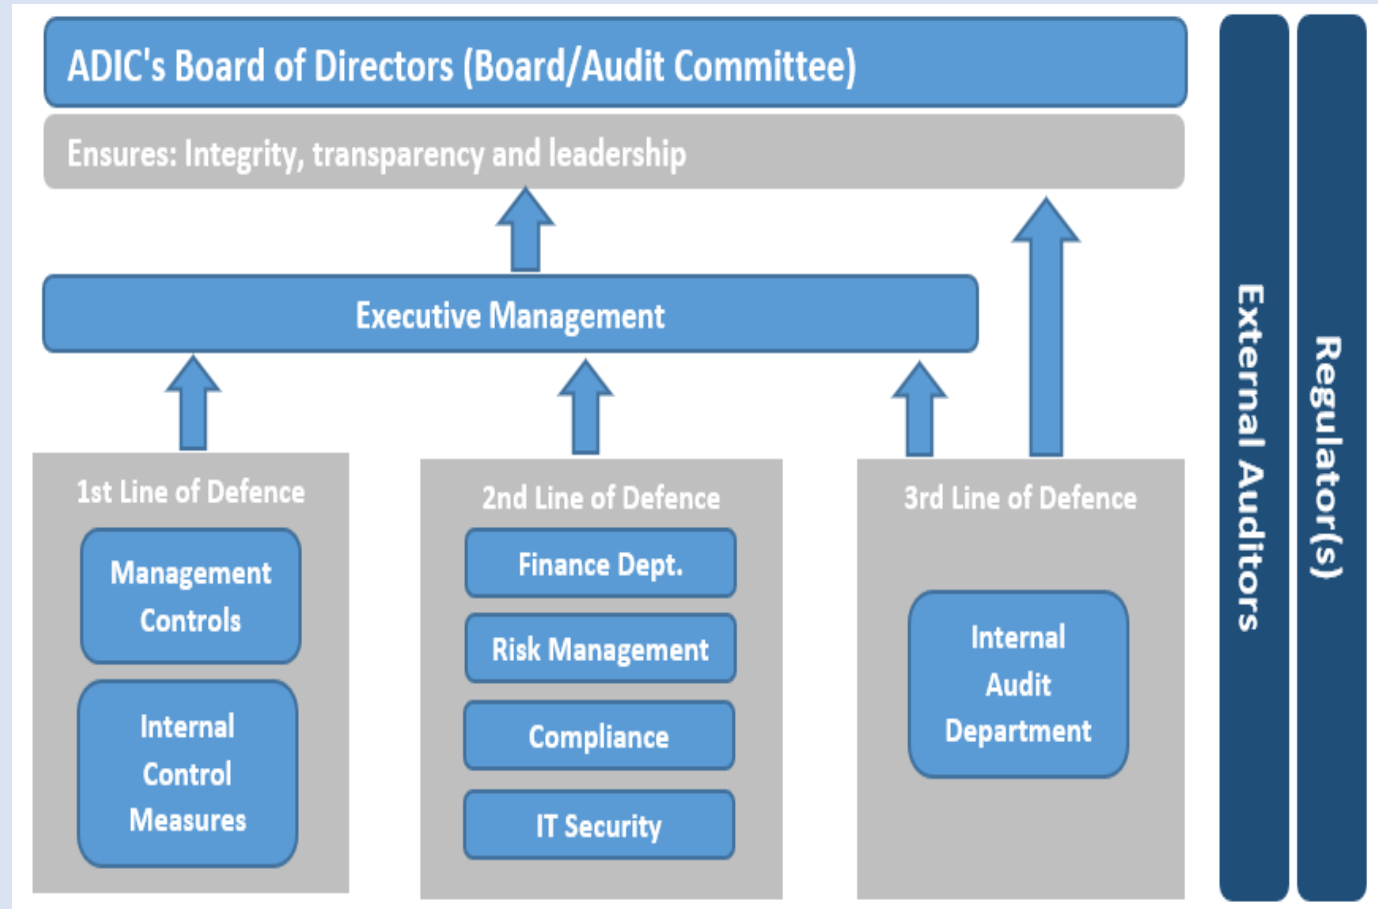 ADIC's Board of Directors (Board/Audit Committee)
Ensures: Integrity, transparency and leadership
Executive Management
1st Line of Defence
Management
Controls
Internal
Control
Measures
2nd Line of Defence
Finance Dept.
Risk Management
Compliance
IT Security
3rd Line of Defence
Internal
Audit
Department
External Auditors
Regulator(s)